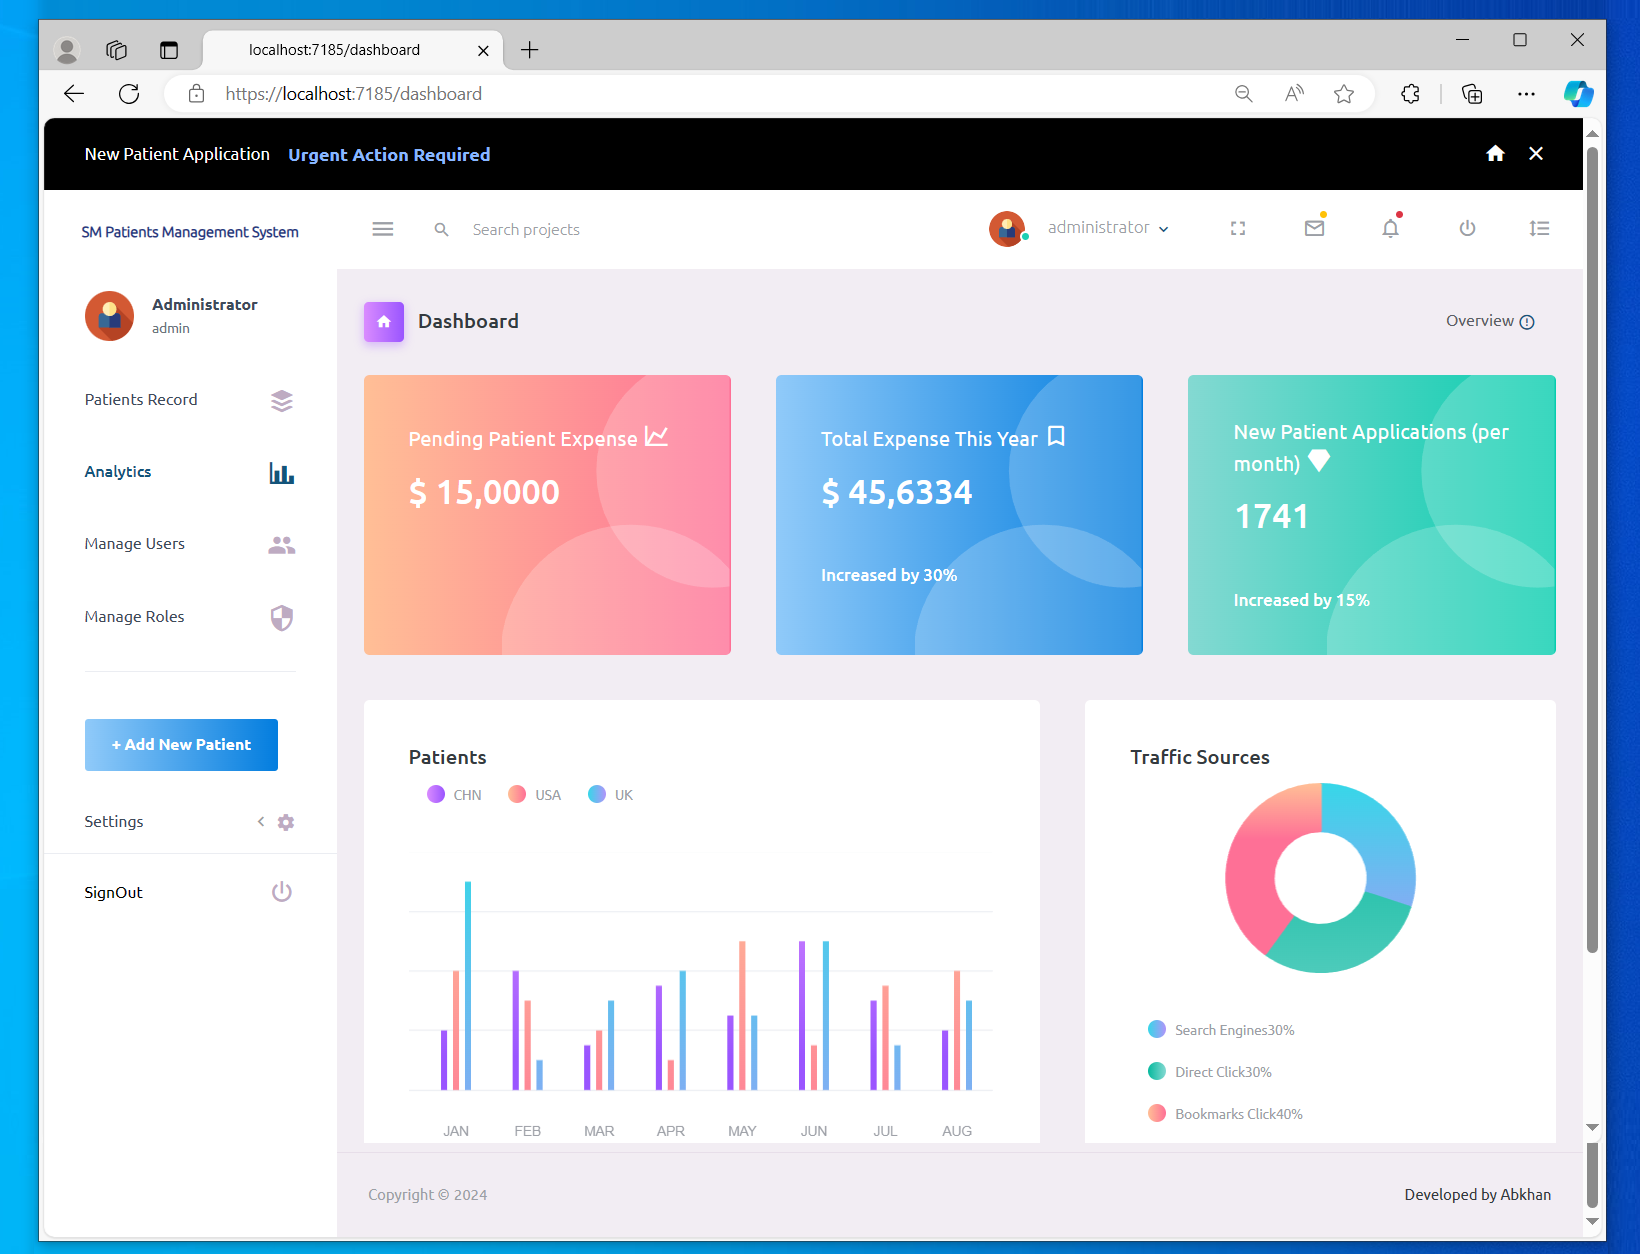 localhost:7185/dashboard
https://localhost:7185/dashboard
New Patient Application Urgent Action Required
SM Patients Management System
Search projects
administrator
Administrator
admin
Patients Record
Analytics
Manage Users
Manage Roles
+ Add New Patient
Settings
SignOut
Dashboard
Overview
Pending Patient Expense
$ 15,0000
Total Expense This Year
$ 45,6334
Increased by 30%
New Patient Applications (per
month)
1741
Increased by 15%
Patients
CHN USA UK
JAN FEB MAR APR MAY JUN JUL AUG
Traffic Sources
Search Engines30%
Direct Click30%
Bookmarks Click40%
Copyright © 2024
Developed by Abkhan